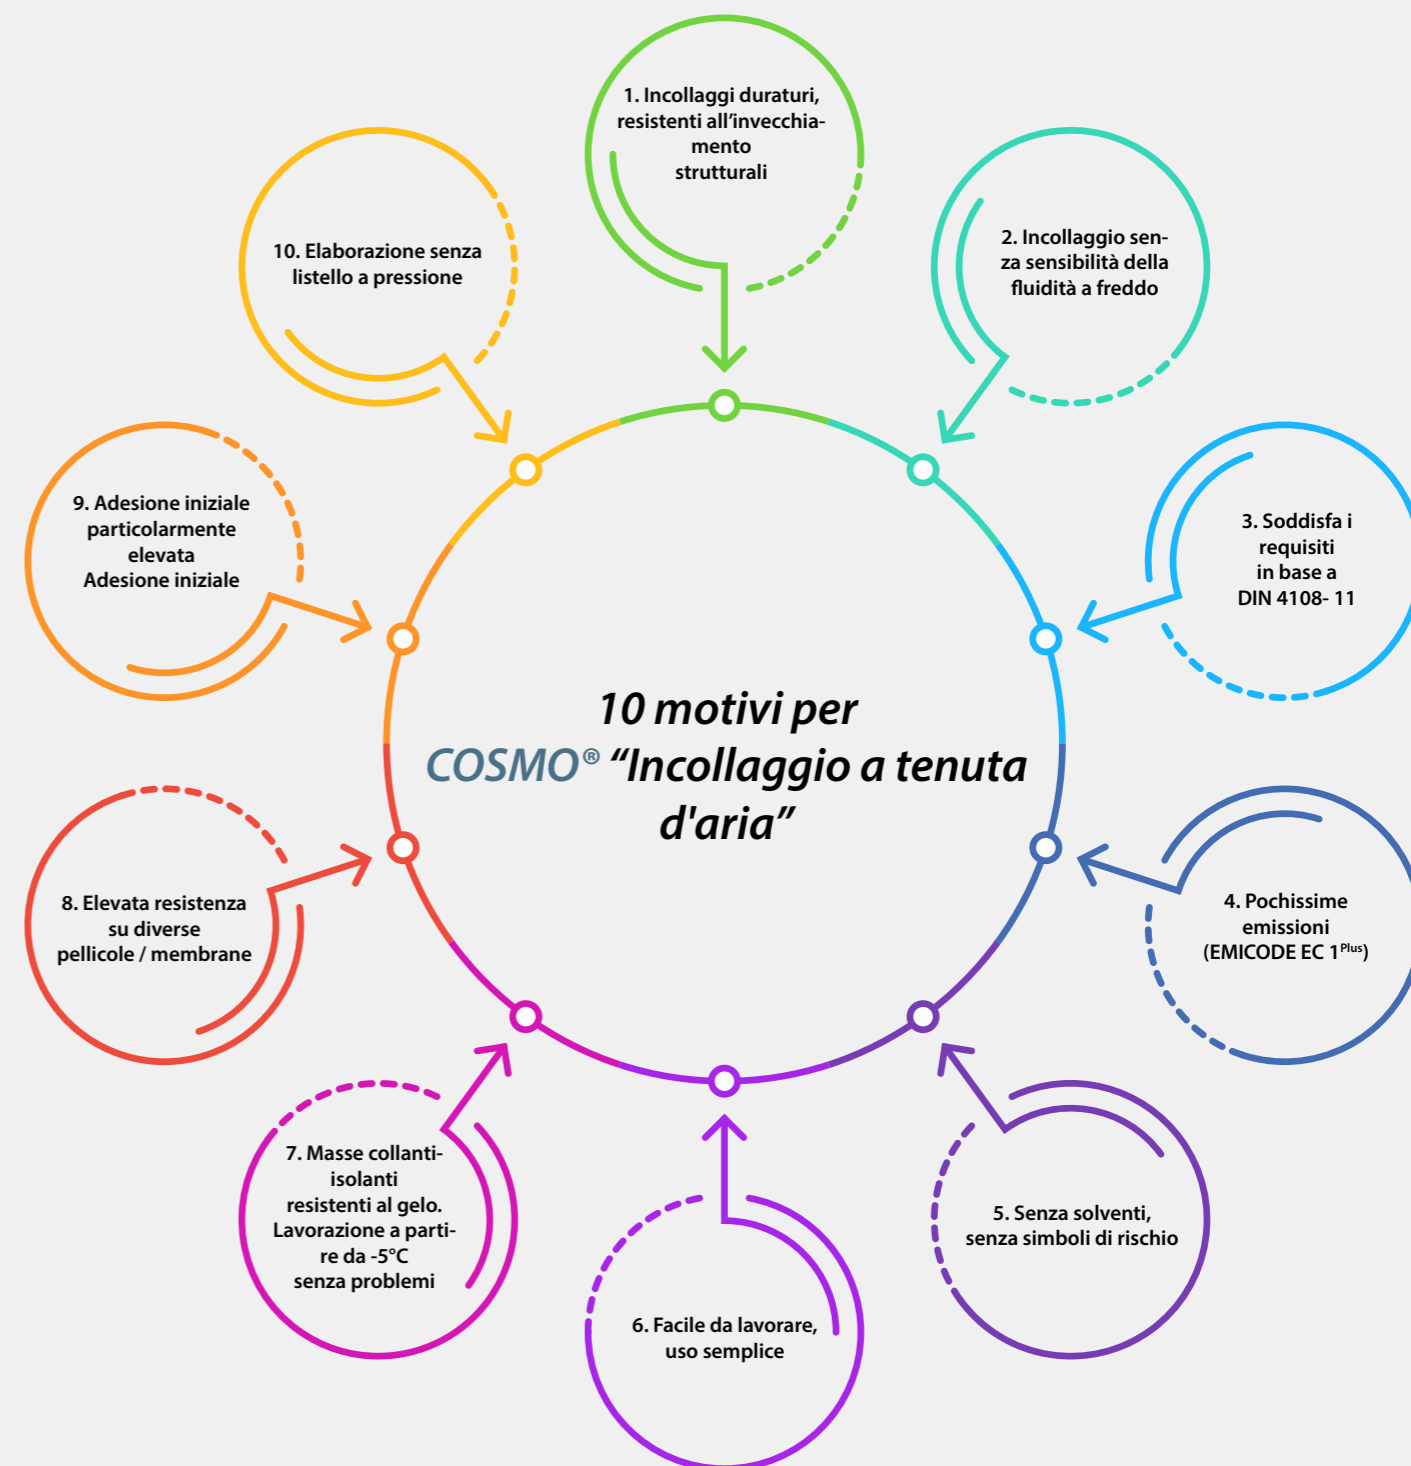 1. Incollaggi duraturi,
resistenti all’invecchia-
mento
strutturali
2. Incollaggio sen-
za sensibilità della
fluidità a freddo
3. Soddisfa i
requisiti
in base a
DIN 4108- 11
4. Pochissime
emissioni
(EMICODE EC 1Plus)
5. Senza solventi,
senza simboli di rischio
6. Facile da lavorare,
uso semplice
7. Masse collanti-
isolanti
resistenti al gelo.
Lavorazione a parti-
re da -5°C
senza problemi
8. Elevata resistenza
su diverse
pellicole / membrane
9. Adesione iniziale
particolarmente
elevata
Adesione iniziale
10. Elaborazione senza
listello a pressione
10 motivi per
COSMO® “Incollaggio a tenuta
d'aria”